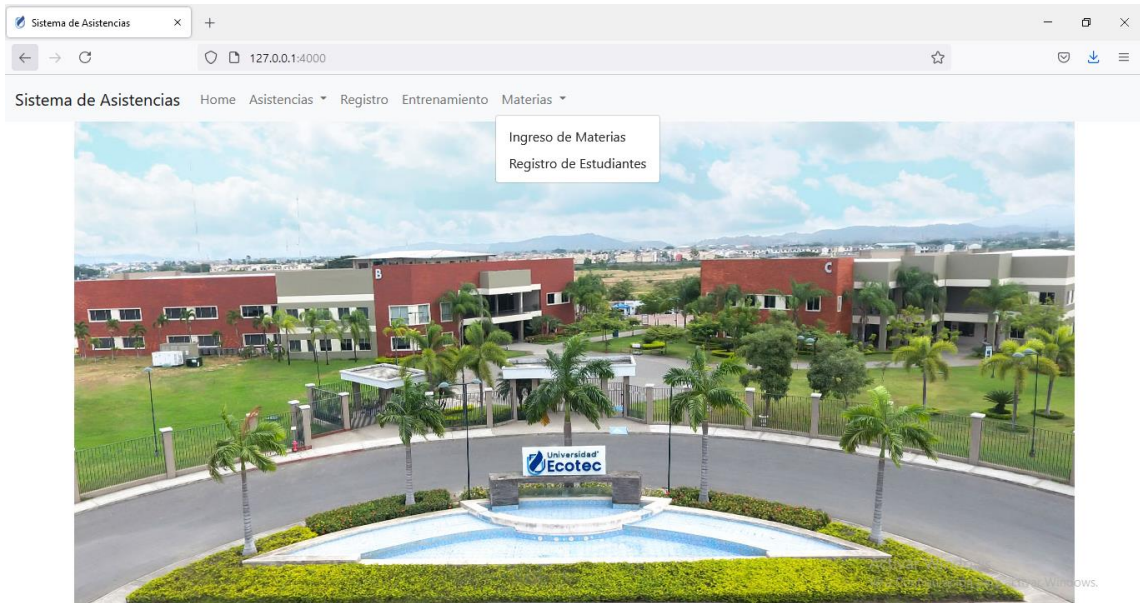 Sistema de Asistencias
127.0.0.1:4000
Sistema de Asistencias Home Asistencias Registro Entrenamiento Materias
Ingreso de Materias
Registro de Estudiantes
B
C
Universidad
Ecotec